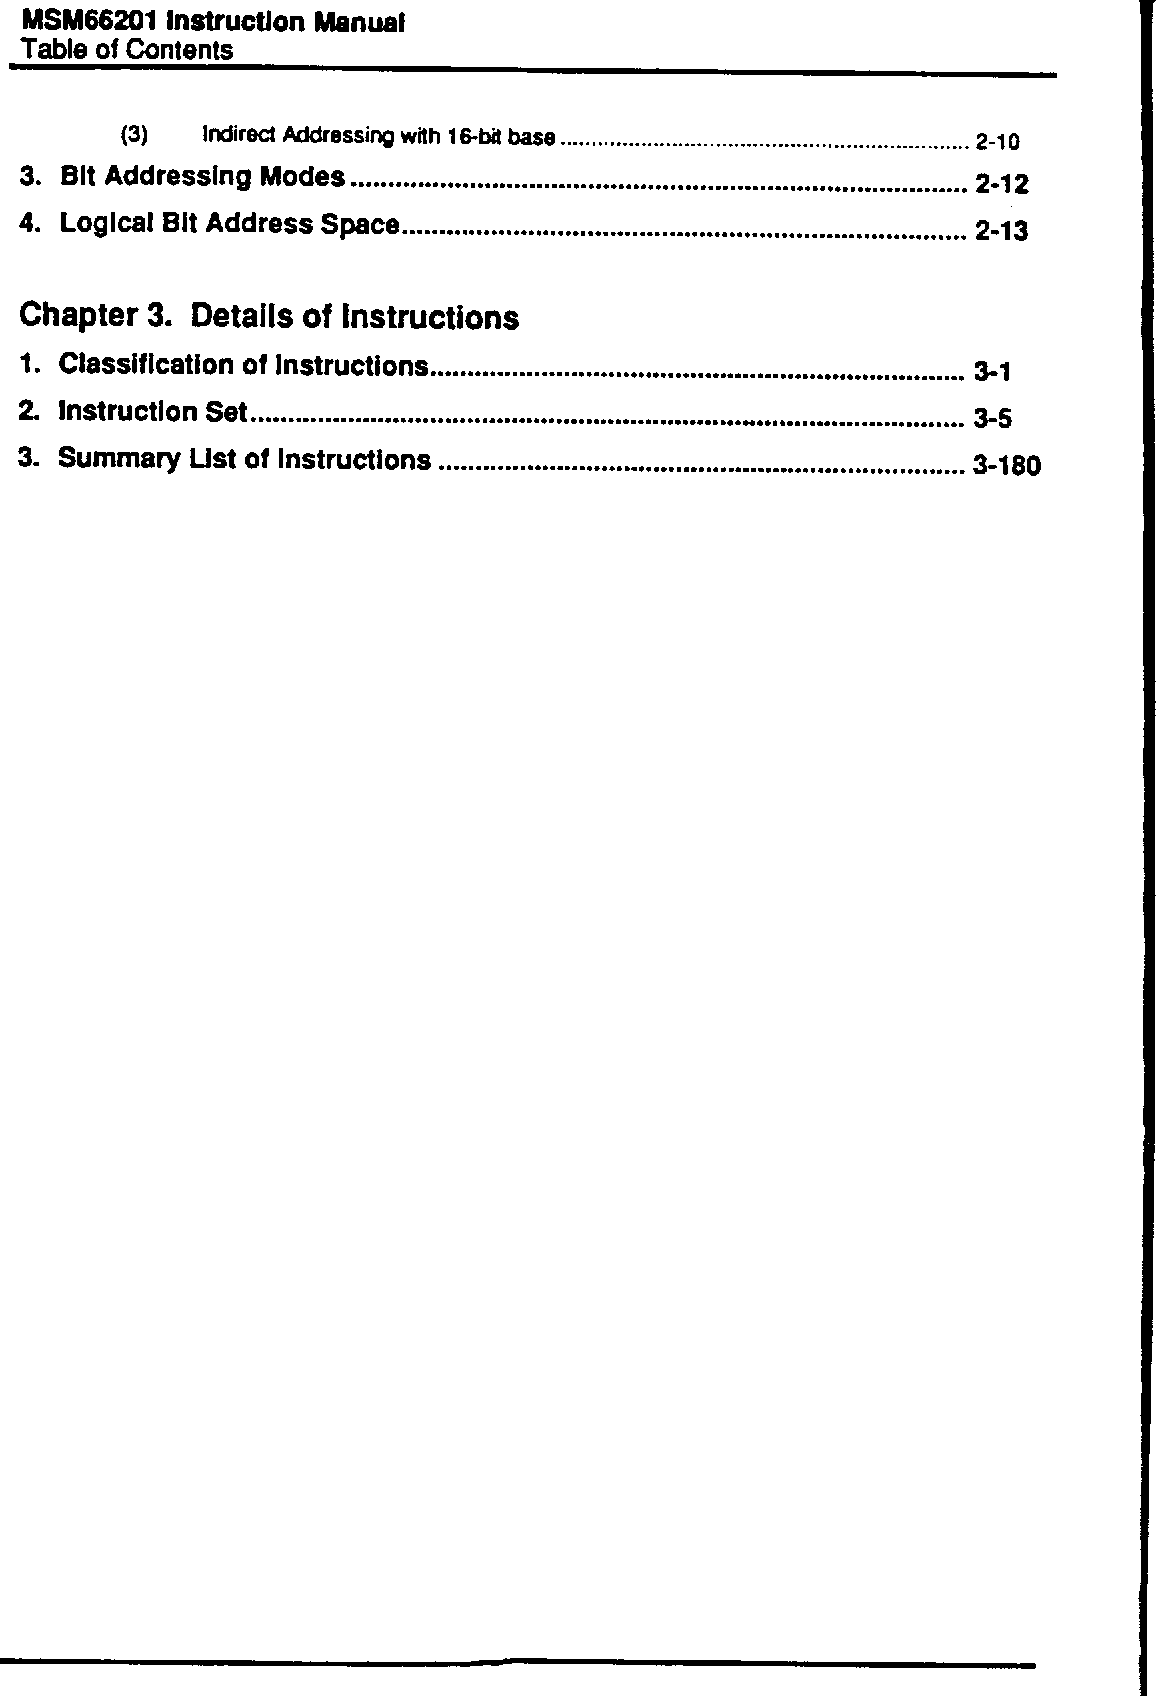 MSM66201 Instruction Manual
Table of Contents
(3) Indirect Addressing with 16-bit base ........................................ 2-10
3. Bit Addressing Modes ........................................ 2-12
4. Logical Bit Address Space ........................................ 2-13
Chapter 3. Details of Instructions
1. Classification of Instructions ........................................ 3-1
2. Instruction Set ........................................ 3-5
3. Summary List of Instructions ........................................ 3-180